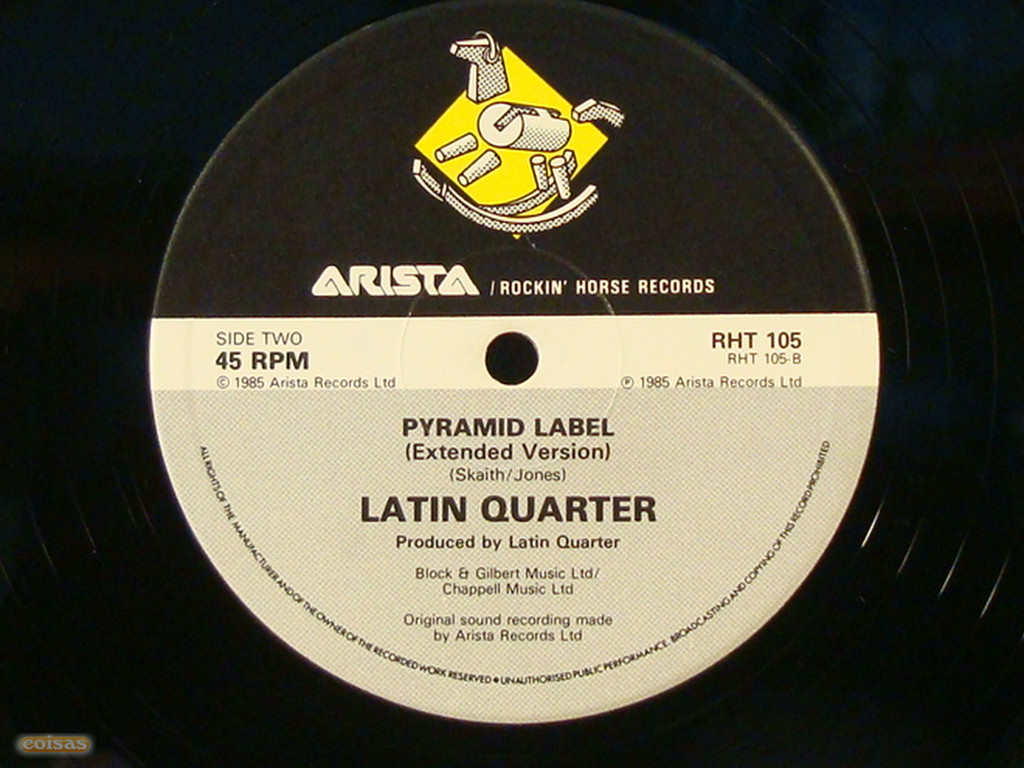 ARISTA / ROCKIN' HORSE RECORDS
SIDE TWO
45 RPM
© 1985 Arista Records Ltd
RHT 105
RHT 105-B
℗ 1985 Arista Records Ltd
PYRAMID LABEL
(Extended Version)
(Skaith/Jones)
LATIN QUARTER
Produced by Latin Quarter
Block & Gilbert Music Ltd/
Chappell Music Ltd
Original sound recording made
by Arista Records Ltd
ALL RIGHTS OF THE MANUFACTURER AND OF THE OWNER OF THE RECORDED WORK RESERVED ● UNAUTHORISED PUBLIC PERFORMANCE, BROADCASTING AND COPYING OF THIS RECORD PROHIBITED
coisas